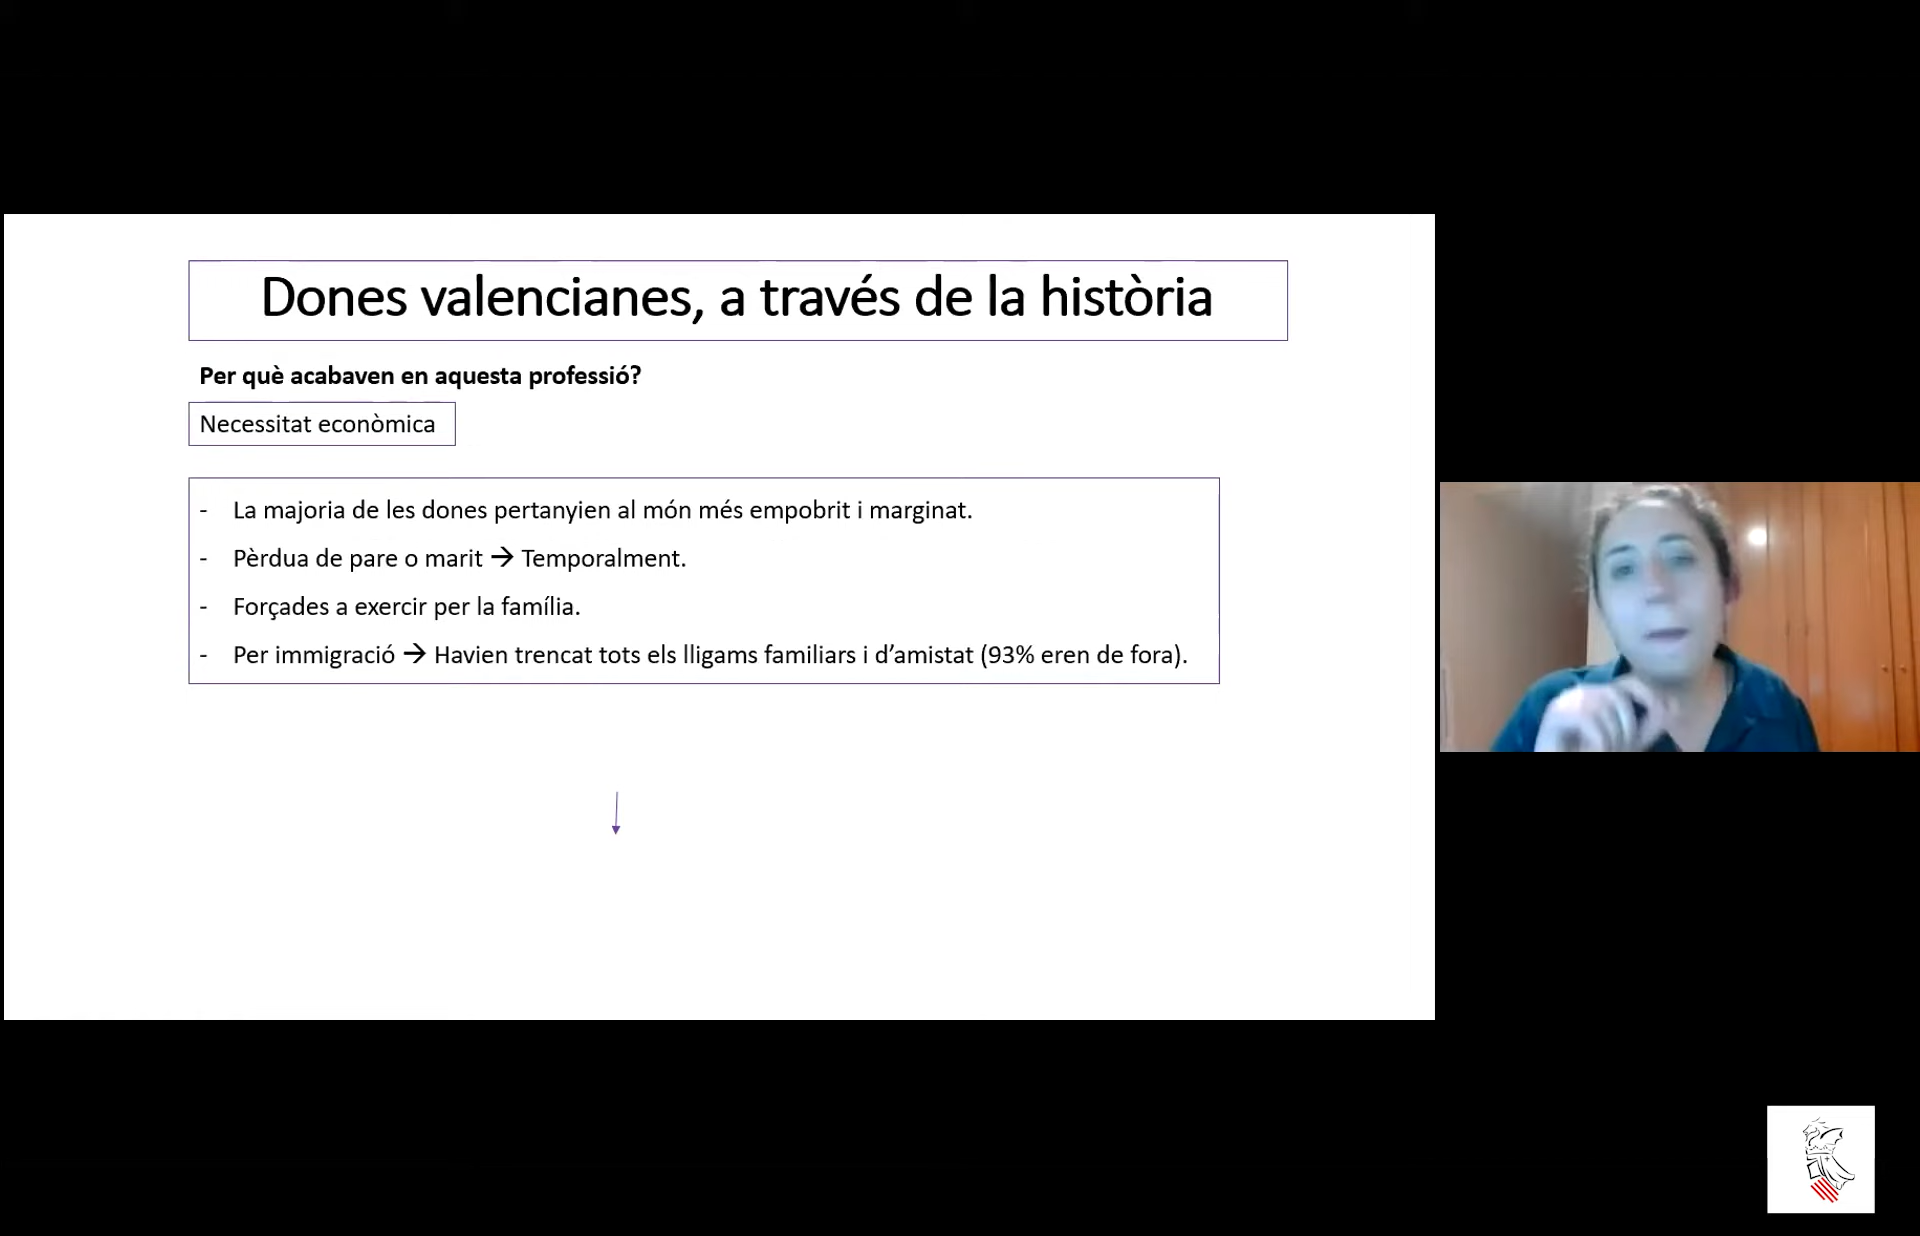 Dones valencianes, a través de la història
Per què acabaven en aquesta professió?
Necessitat econòmica
- La majoria de les dones pertanyien al món més empobrit i marginat.
- Pèrdua de pare o marit → Temporalment.
- Forçades a exercir per la família.
- Per immigració → Havien trencat tots els lligams familiars i d’amistat (93% eren de fora).